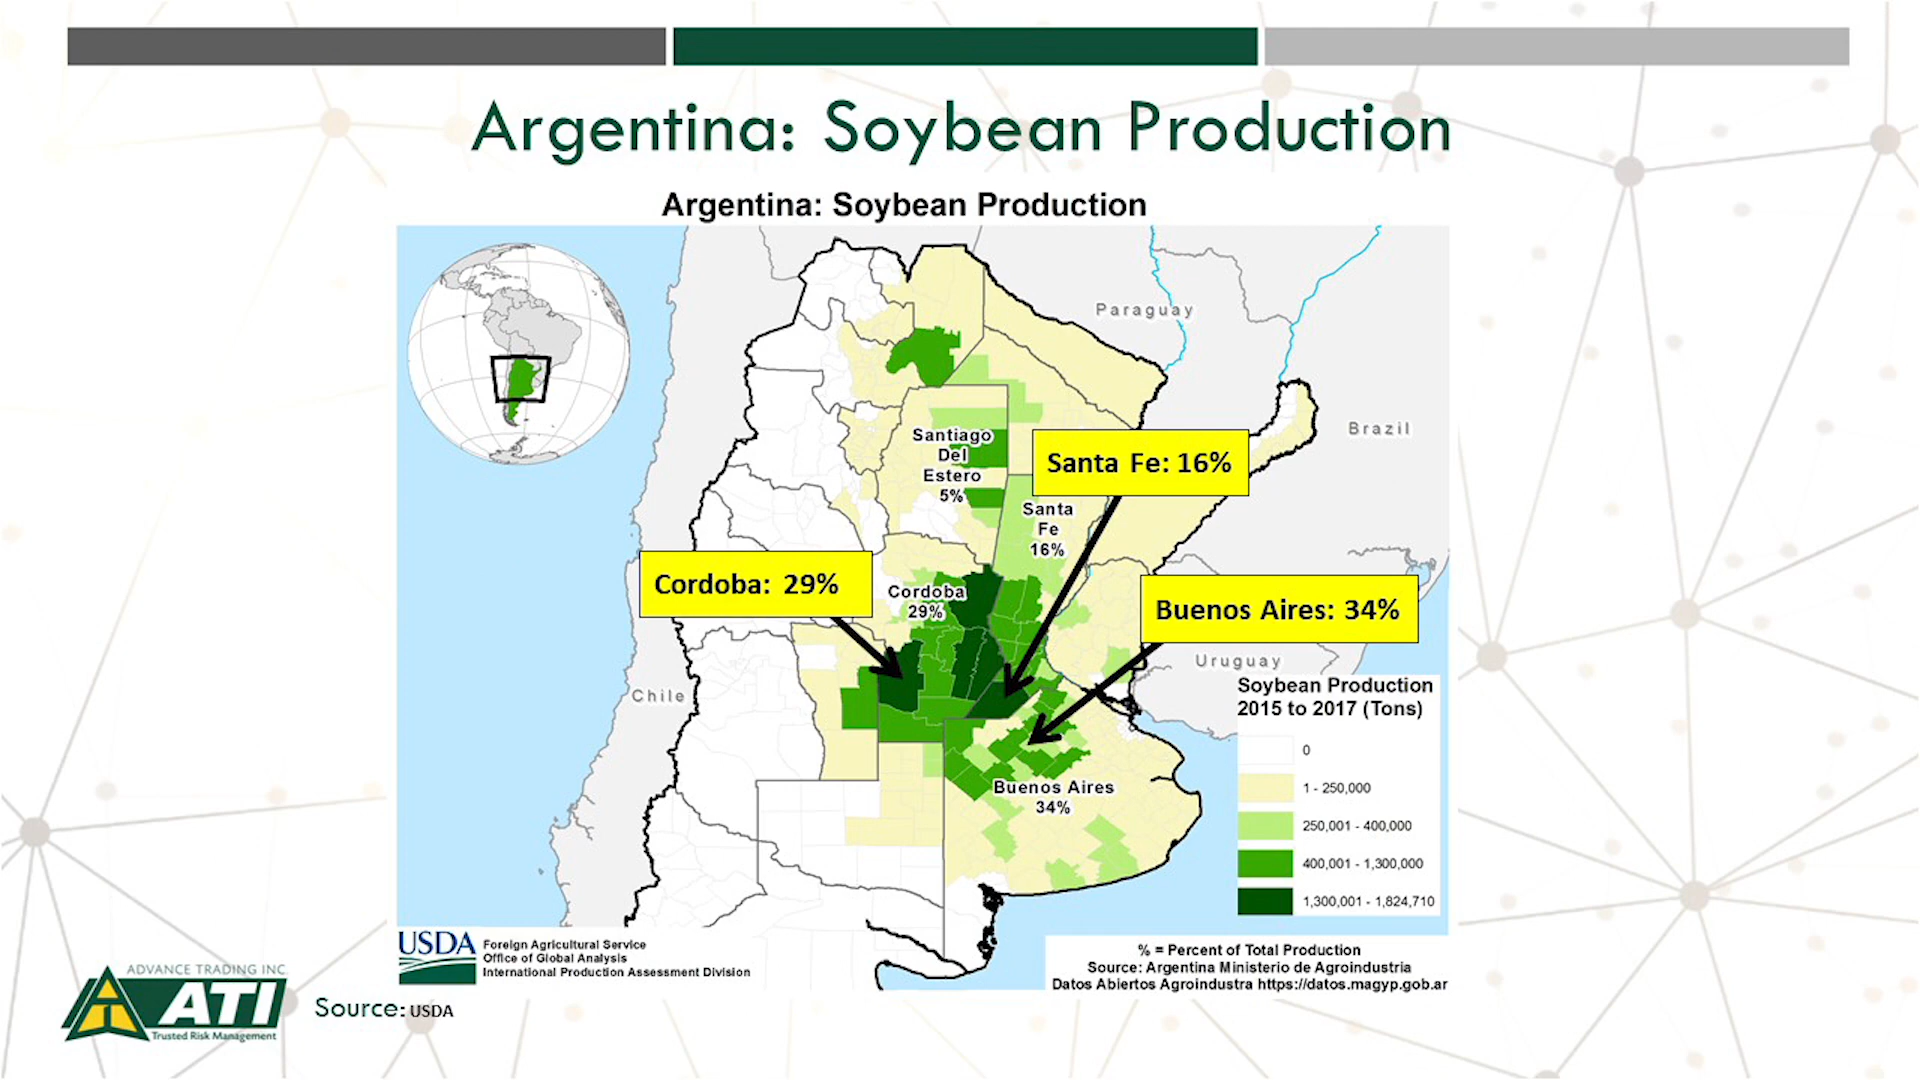 Argentina: Soybean Production
Argentina: Soybean Production
Paraguay
Brazil
Santiago
Del
Estero
5%
Santa Fe: 16%
Santa
Fe
16%
Cordoba: 29%
Cordoba
29%
Buenos Aires: 34%
Uruguay
Chile
Buenos Aires
34%
Soybean Production
2015 to 2017 (Tons)
0
1 - 250,000
250,001 - 400,000
400,001 - 1,300,000
1,300,001 - 1,824,710
USDA
Foreign Agricultural Service
Office of Global Analysis
International Production Assessment Division
% = Percent of Total Production
Source: Argentina Ministerio de Agroindustria
Datos Abiertos Agroindustra https://datos.magyp.gob.ar
ADVANCE TRADING INC.
ATI
Trusted Risk Management
Source: USDA